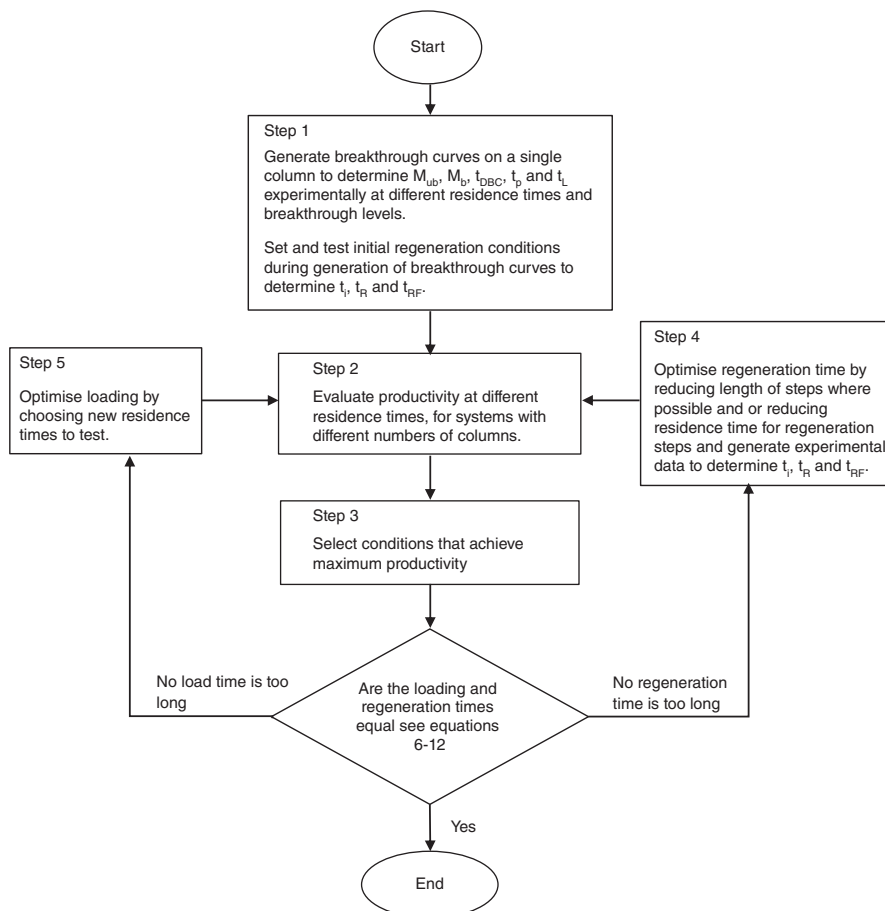 Start
Step 1
Generate breakthrough curves on a single
column to determine M_ub, M_b, t_DBC, t_p and t_L
experimentally at different residence times and
breakthrough levels.
Set and test initial regeneration conditions
during generation of breakthrough curves to
determine t_i, t_R and t_RF.
Step 4
Optimise regeneration time by
reducing length of steps where
possible and or reducing
residence time for regeneration
steps and generate experimental
data to determine t_i, t_R and t_RF.
Step 5
Optimise loading by
choosing new residence
times to test.
Step 2
Evaluate productivity at different
residence times, for systems with
different numbers of columns.
Step 3
Select conditions that achieve
maximum productivity
No load time is too
long
Are the loading and
regeneration times
equal see equations
6-12
No regeneration
time is too long
Yes
End